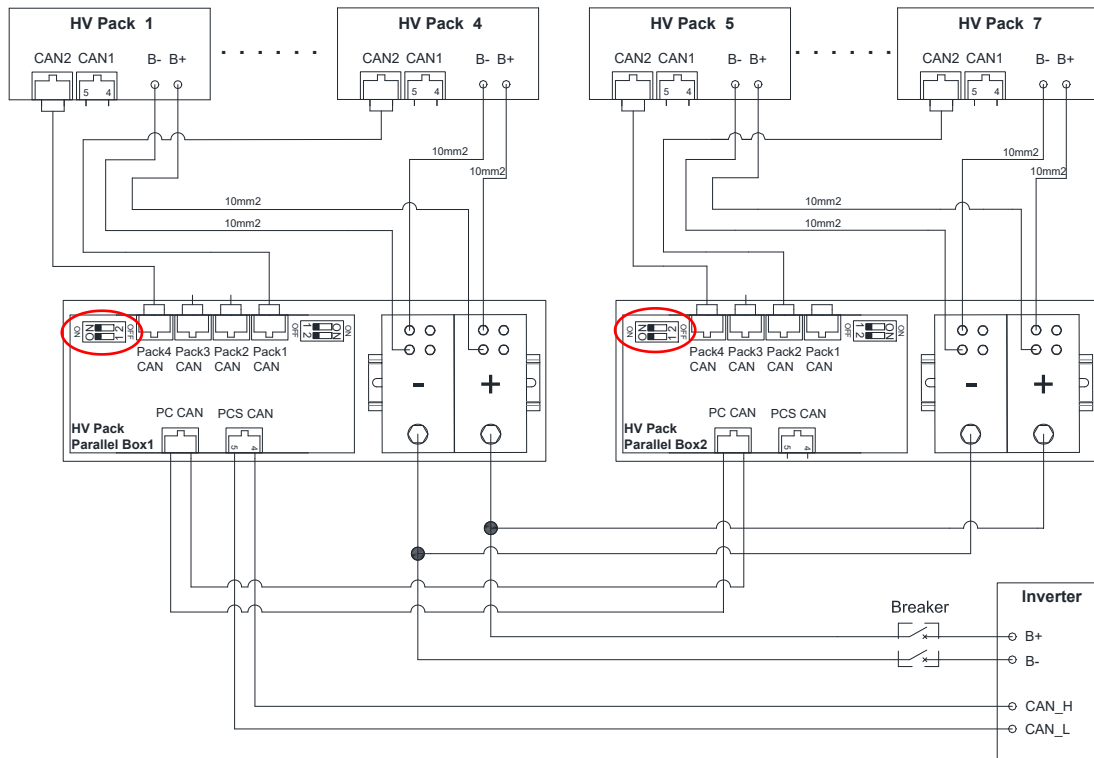 HV Pack 1
HV Pack 4
HV Pack 5
HV Pack 7
CAN2 CAN1 B- B+
CAN2 CAN1 B- B+
CAN2 CAN1 B- B+
CAN2 CAN1 B- B+
5 4
5 4
5 4
5 4
10mm2
10mm2
10mm2
10mm2
10mm2
10mm2
10mm2
10mm2
ON
ON
1 2
OFF
OFF
1 2
ON
ON
ON
ON
1 2
OFF
OFF
1 2
ON
ON
Pack4 Pack3 Pack2 Pack1
CAN CAN CAN CAN
Pack4 Pack3 Pack2 Pack1
CAN CAN CAN CAN
- +
- +
PC CAN PCS CAN
PC CAN PCS CAN
HV Pack
Parallel Box1
5 4
HV Pack
Parallel Box2
5 4
Inverter
Breaker
B+
B-
CAN_H
CAN_L